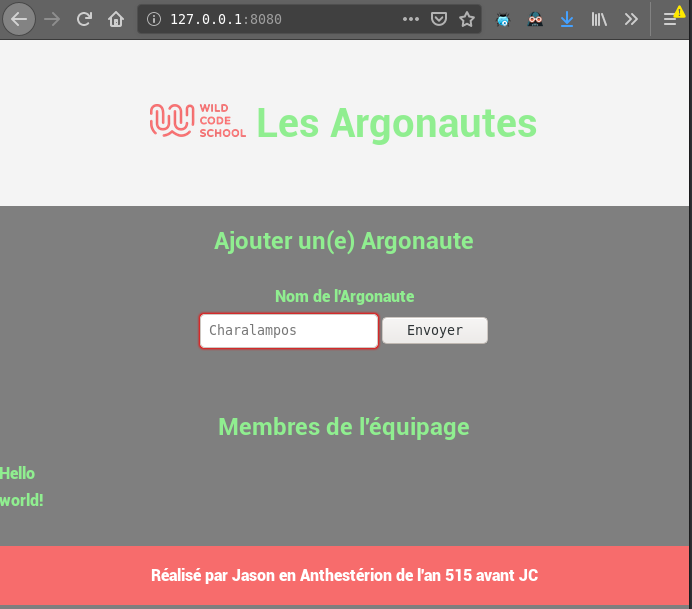 127.0.0.1:8080
WILD
CODE
SCHOOL
Les Argonautes
Ajouter un(e) Argonaute
Nom de l'Argonaute
Charalampos
Envoyer
Membres de l'équipage
Hello
world!
Réalisé par Jason en Anthestérion de l'an 515 avant JC